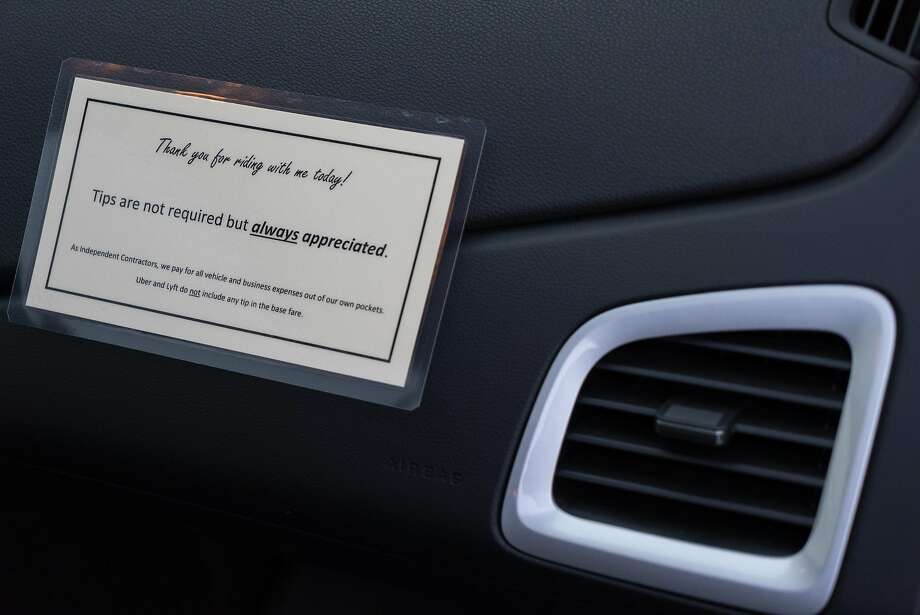 Thank you for riding with me today!
Tips are not required but always appreciated.
As Independent Contractors, we pay for all vehicle and business expenses out of our own pockets.
Uber and Lyft do not include any tip in the base fare.
AIRBAG